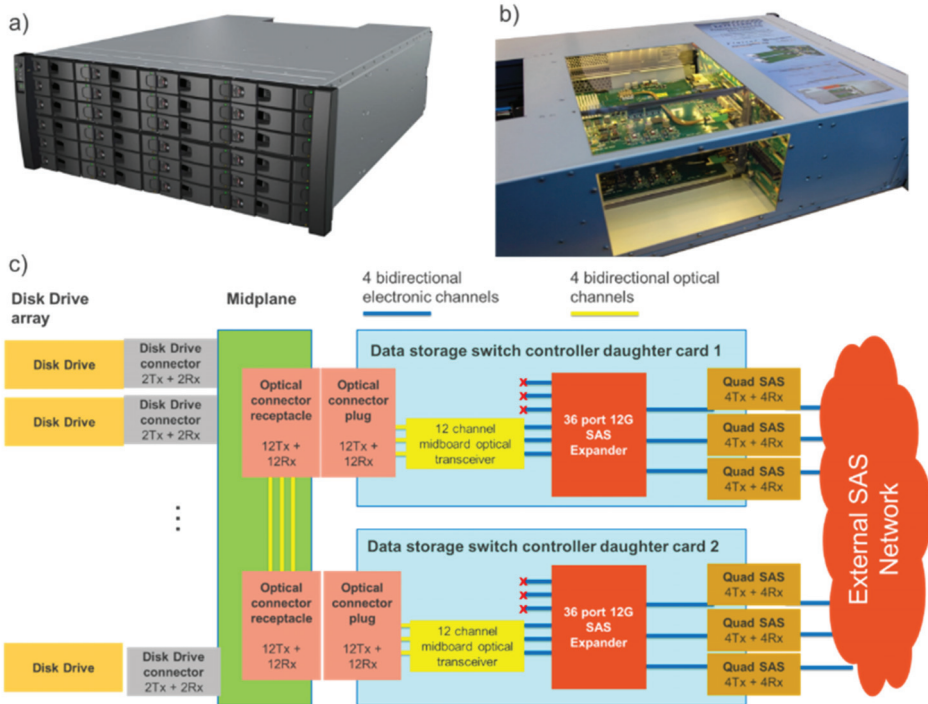 a)
b)
c)
4 bidirectional
electronic channels
4 bidirectional optical
channels
Disk Drive
array
Midplane
Data storage switch controller daughter card 1
Disk Drive
Disk Drive
connector
2Tx + 2Rx
Disk Drive
Disk Drive
connector
2Tx + 2Rx
Optical
connector
receptacle
12Tx +
12Rx
Optical
connector
plug
12Tx +
12Rx
12 channel
midboard optical
transceiver
36 port 12G
SAS
Expander
Quad SAS
4Tx + 4Rx
Quad SAS
4Tx + 4Rx
Quad SAS
4Tx + 4Rx
External SAS
Network
...
Data storage switch controller daughter card 2
Optical
connector
receptacle
12Tx +
12Rx
Optical
connector
plug
12Tx +
12Rx
12 channel
midboard optical
transceiver
36 port 12G
SAS
Expander
Quad SAS
4Tx + 4Rx
Quad SAS
4Tx + 4Rx
Quad SAS
4Tx + 4Rx
Disk Drive
Disk Drive
connector
2Tx + 2Rx